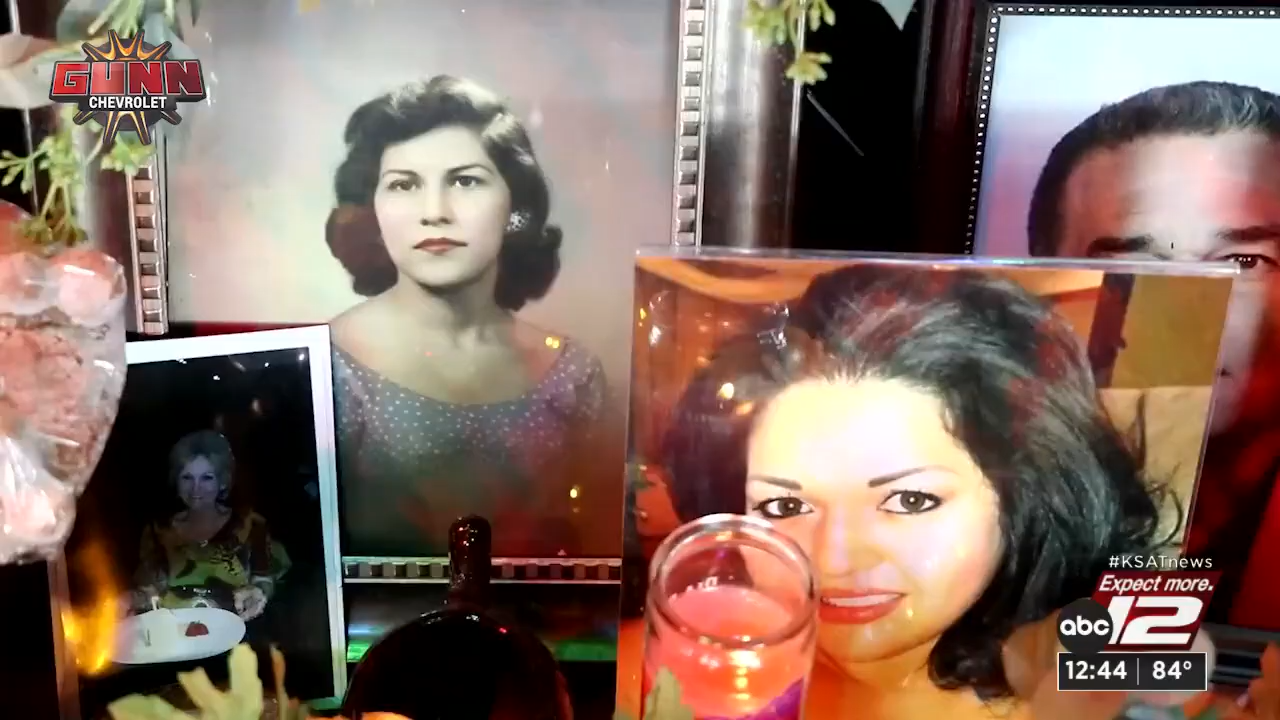 GUNN
CHEVROLET
#KSATnews
Expect more.
abc 12
12:44 84°